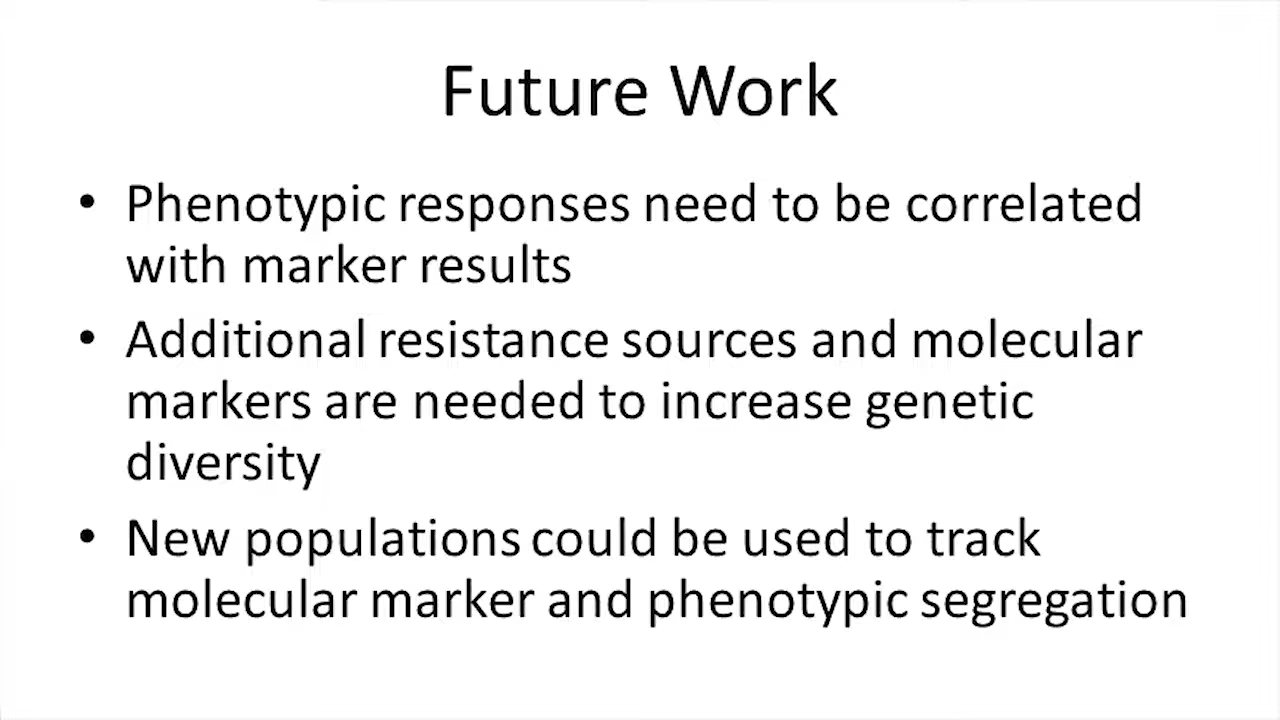 Future Work
• Phenotypic responses need to be correlated
with marker results
• Additional resistance sources and molecular
markers are needed to increase genetic
diversity
• New populations could be used to track
molecular marker and phenotypic segregation